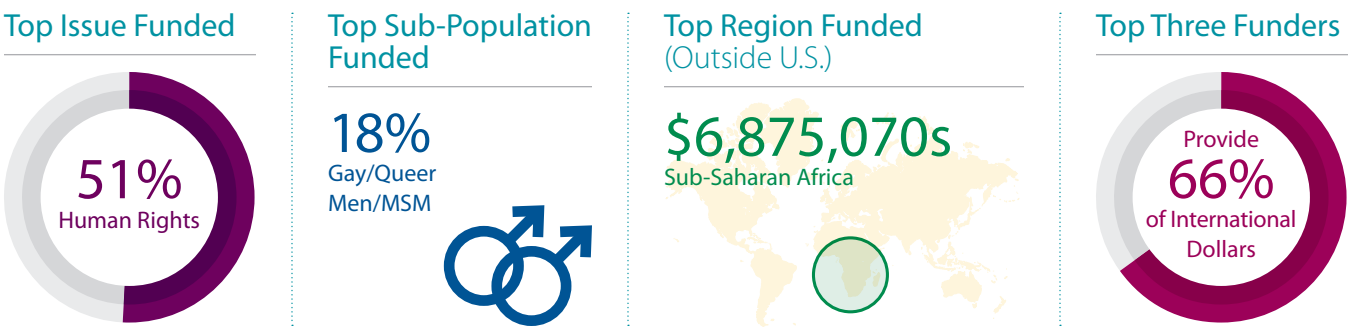 Top Issue Funded
51%
Human Rights
Top Sub-Population
Funded
18%
Gay/Queer
Men/MSM
Top Region Funded
(Outside U.S.)
$6,875,070s
Sub-Saharan Africa
Top Three Funders
Provide
66%
of International
Dollars